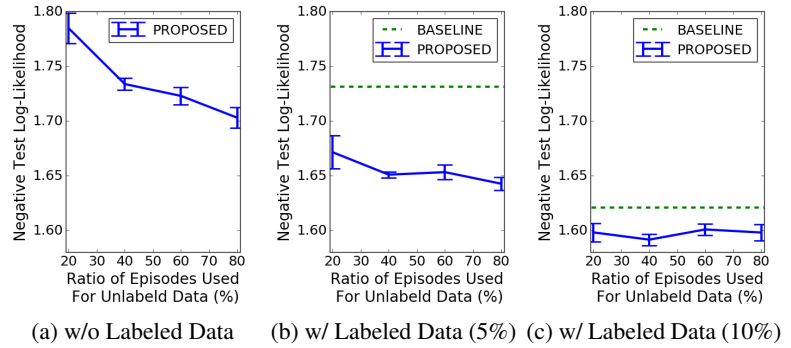 PROPOSED
1.80
1.75
1.70
1.65
1.60
Negative Test Log-Likelihood
20 30 40 50 60 70 80
Ratio of Episodes Used
For Unlabeld Data (%)
(a) w/o Labeled Data
BASELINE
PROPOSED
1.80
1.75
1.70
1.65
1.60
Negative Test Log-Likelihood
20 30 40 50 60 70 80
Ratio of Episodes Used
For Unlabeld Data (%)
(b) w/ Labeled Data (5%)
BASELINE
PROPOSED
1.80
1.75
1.70
1.65
1.60
Negative Test Log-Likelihood
20 30 40 50 60 70 80
Ratio of Episodes Used
For Unlabeld Data (%)
(c) w/ Labeled Data (10%)